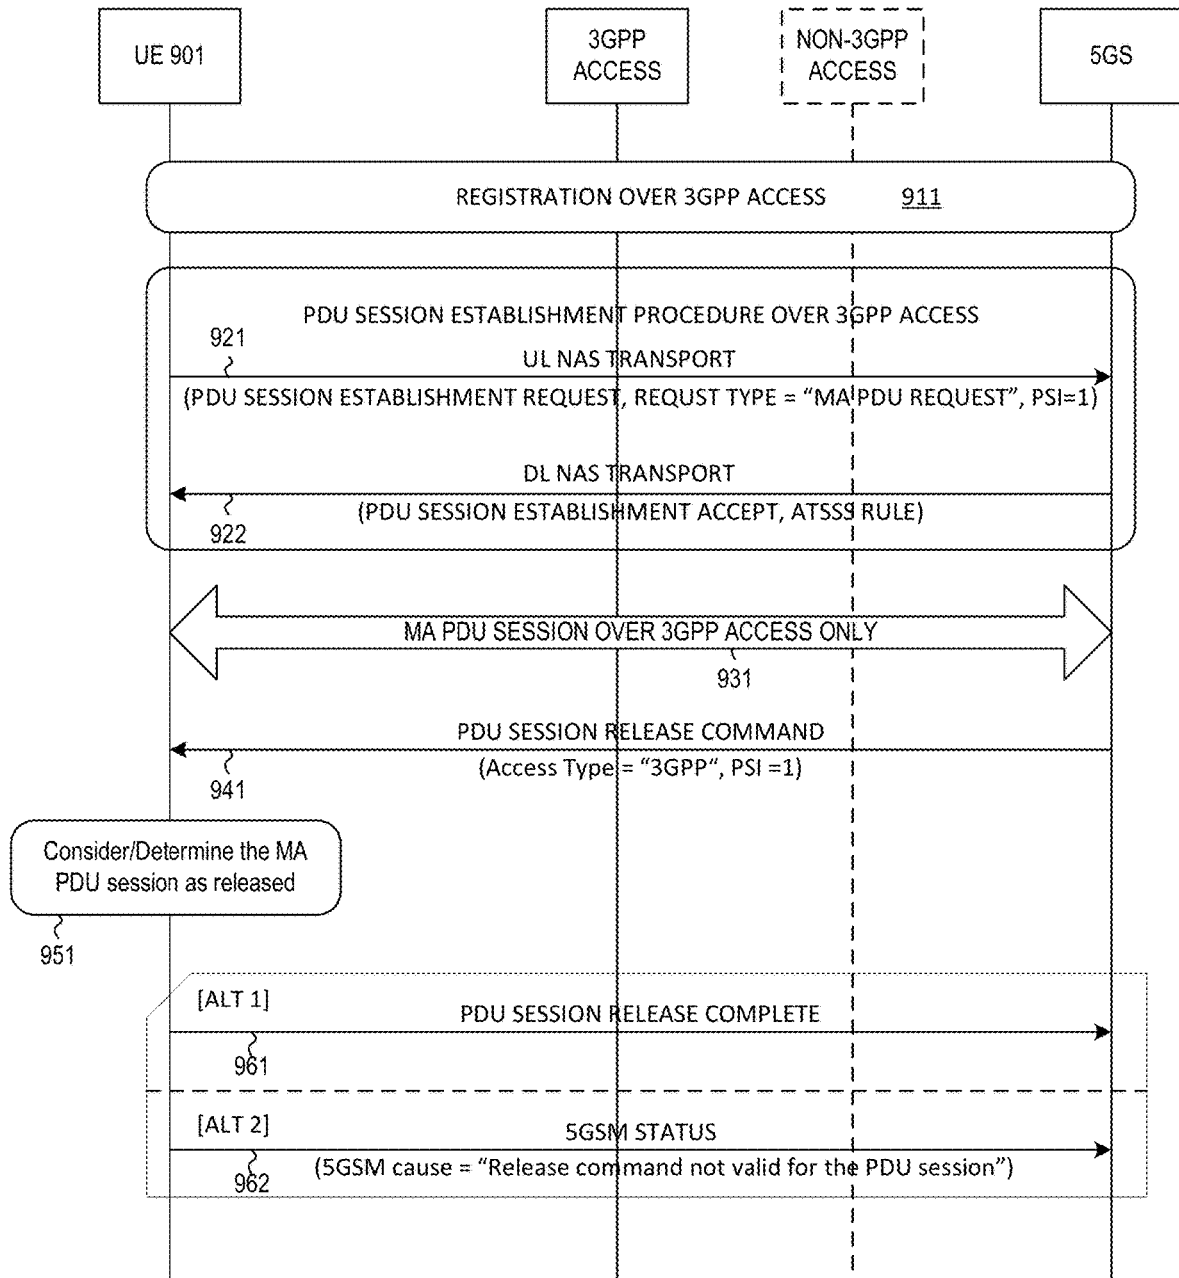 UE 901
3GPP
ACCESS
NON-3GPP
ACCESS
5GS
REGISTRATION OVER 3GPP ACCESS 911
PDU SESSION ESTABLISHMENT PROCEDURE OVER 3GPP ACCESS
921
UL NAS TRANSPORT
(PDU SESSION ESTABLISHMENT REQUEST, REQUST TYPE = “MA PDU REQUEST”, PSI=1)
DL NAS TRANSPORT
922
(PDU SESSION ESTABLISHMENT ACCEPT, ATSSS RULE)
MA PDU SESSION OVER 3GPP ACCESS ONLY
931
PDU SESSION RELEASE COMMAND
(Access Type = “3GPP”, PSI =1)
941
Consider/Determine the MA
PDU session as released
951
[ALT 1]
PDU SESSION RELEASE COMPLETE
961
[ALT 2]
5GSM STATUS
(5GSM cause = “Release command not valid for the PDU session”)
962